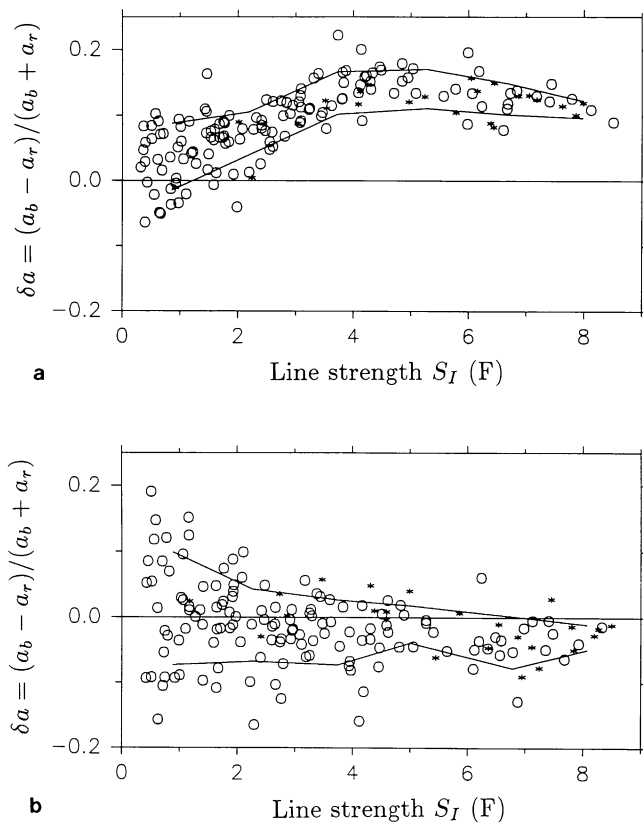 δa = (a_b − a_r)/(a_b + a_r)
0.2
0.0
−0.2
0 2 4 6 8
Line strength S_I (F)
a
δa = (a_b − a_r)/(a_b + a_r)
0.2
0.0
−0.2
0 2 4 6 8
Line strength S_I (F)
b